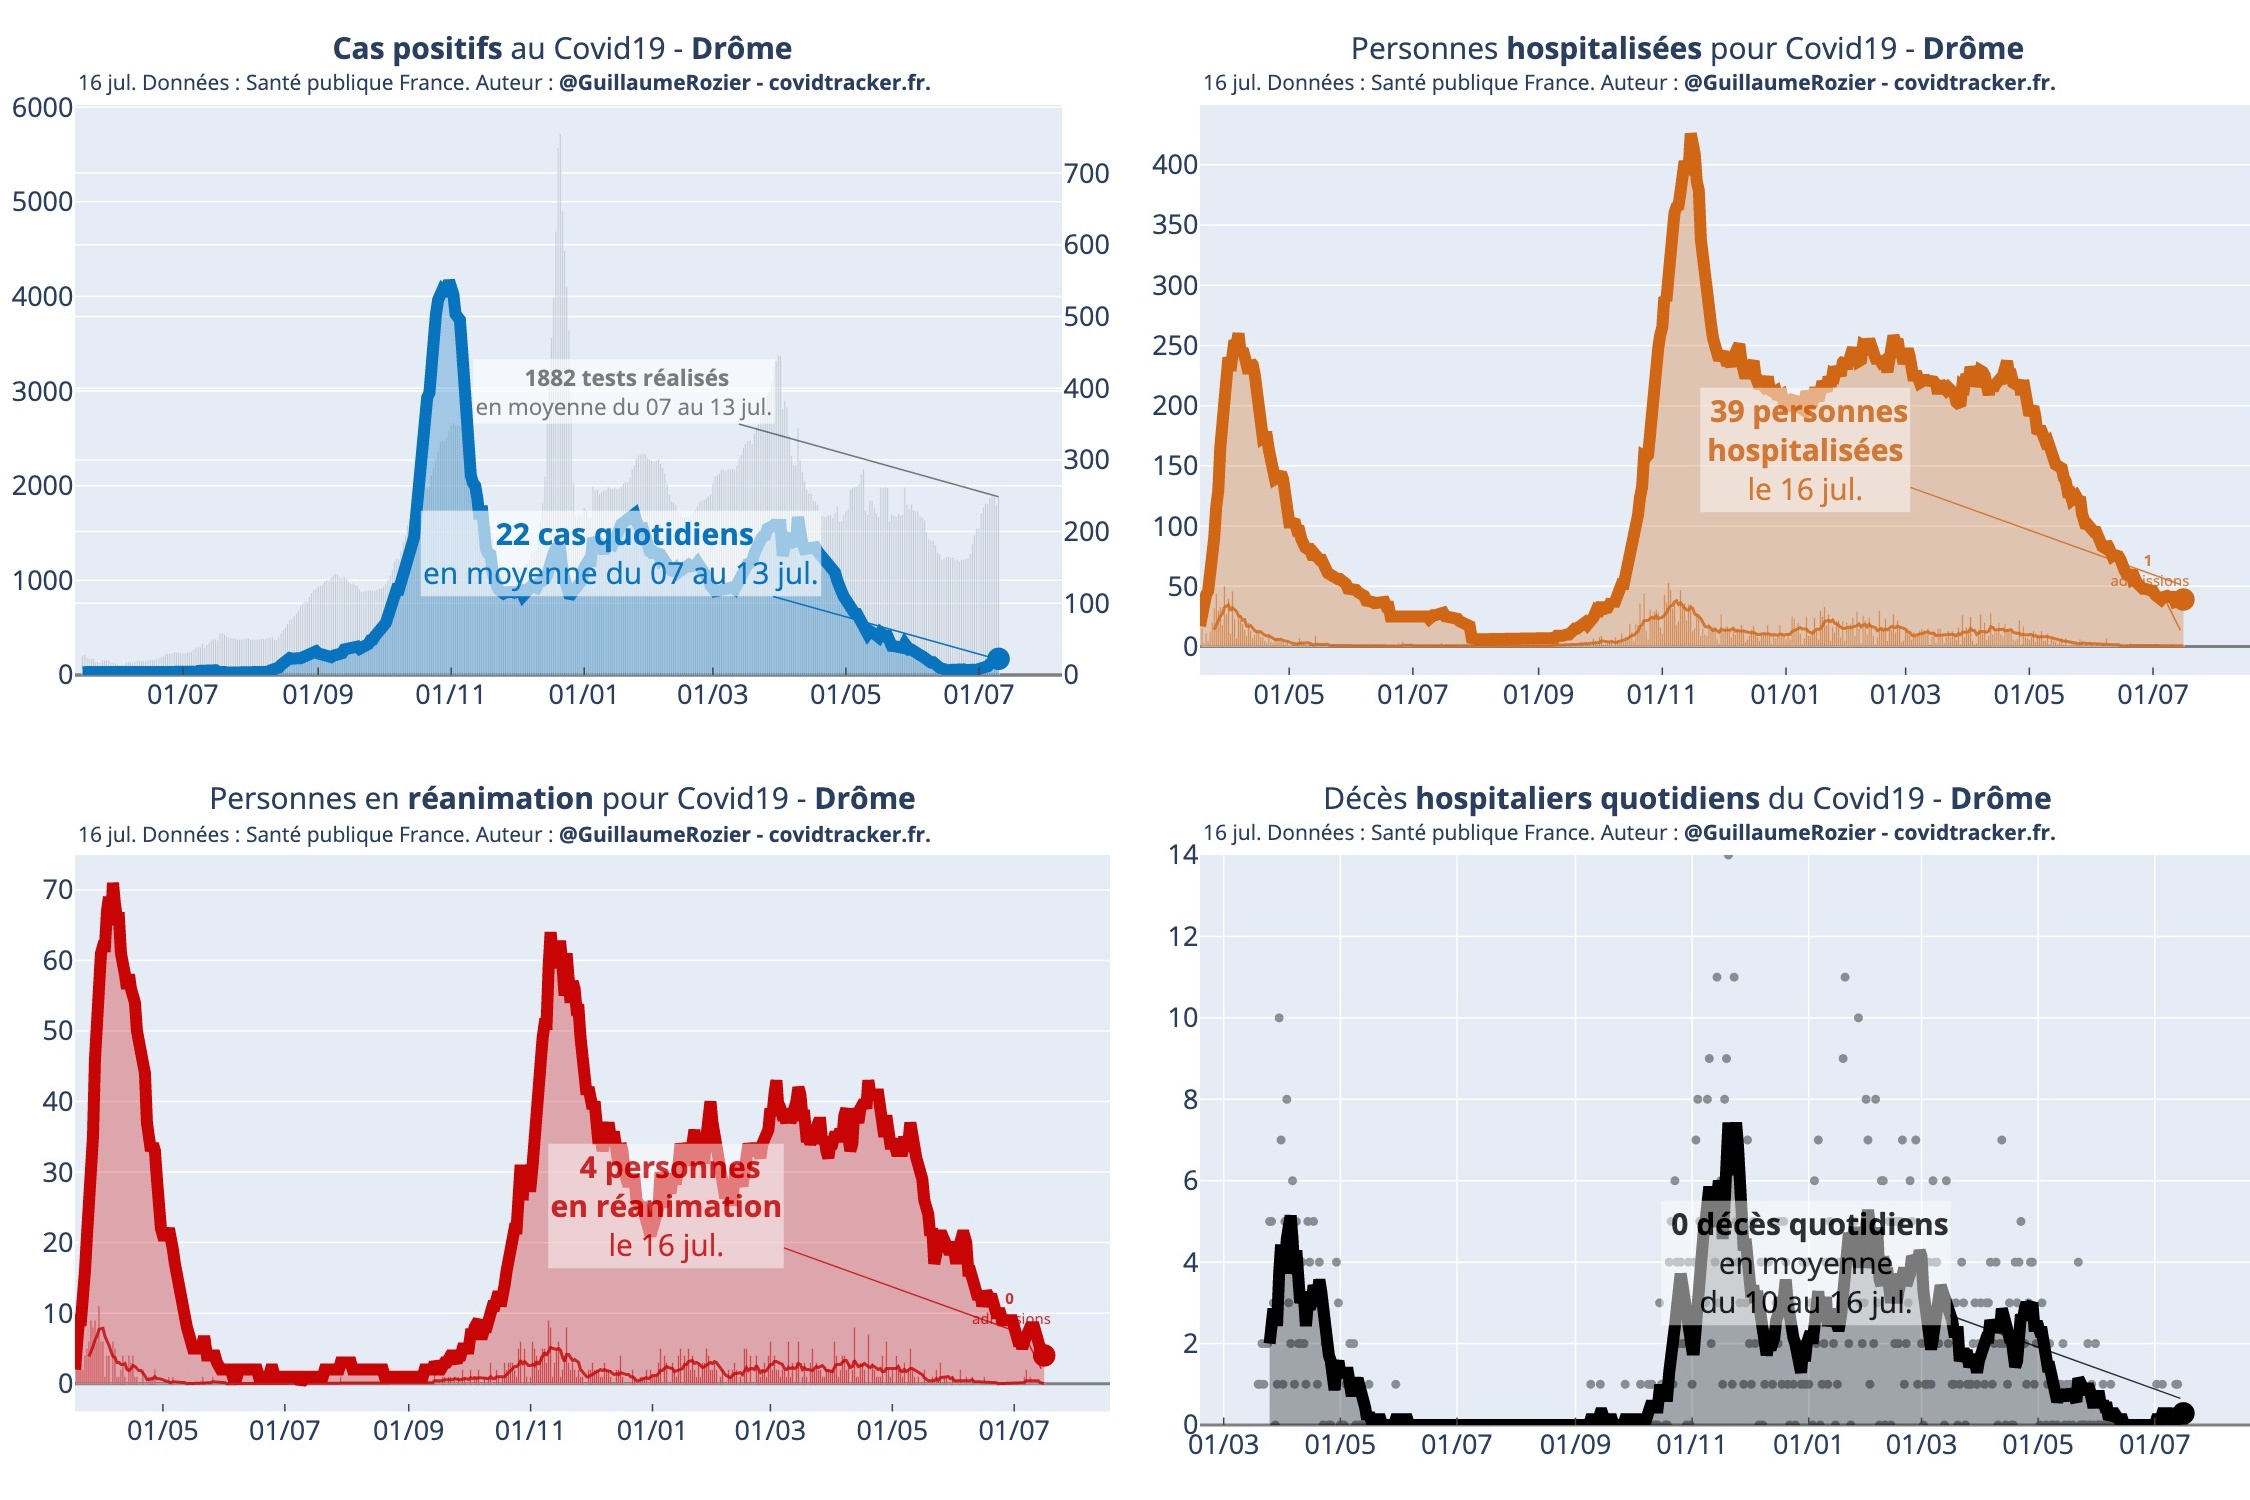 Cas positifs au Covid19 - Drôme
16 jul. Données : Santé publique France. Auteur : @GuillaumeRozier - covidtracker.fr.
6000
5000
4000
3000
2000
1000
0
700
600
500
400
300
200
100
0
1882 tests réalisés
en moyenne du 07 au 13 jul.
22 cas quotidiens
en moyenne du 07 au 13 jul.
01/07 01/09 01/11 01/01 01/03 01/05 01/07
Personnes hospitalisées pour Covid19 - Drôme
16 jul. Données : Santé publique France. Auteur : @GuillaumeRozier - covidtracker.fr.
400
350
300
250
200
150
100
50
0
39 personnes
hospitalisées
le 16 jul.
1
admissions
01/05 01/07 01/09 01/11 01/01 01/03 01/05 01/07
Personnes en réanimation pour Covid19 - Drôme
16 jul. Données : Santé publique France. Auteur : @GuillaumeRozier - covidtracker.fr.
70
60
50
40
30
20
10
0
4 personnes
en réanimation
le 16 jul.
0
admissions
01/05 01/07 01/09 01/11 01/01 01/03 01/05 01/07
Décès hospitaliers quotidiens du Covid19 - Drôme
16 jul. Données : Santé publique France. Auteur : @GuillaumeRozier - covidtracker.fr.
14
12
10
8
6
4
2
0
0 décès quotidiens
en moyenne
du 10 au 16 jul.
01/03 01/05 01/07 01/09 01/11 01/01 01/03 01/05 01/07